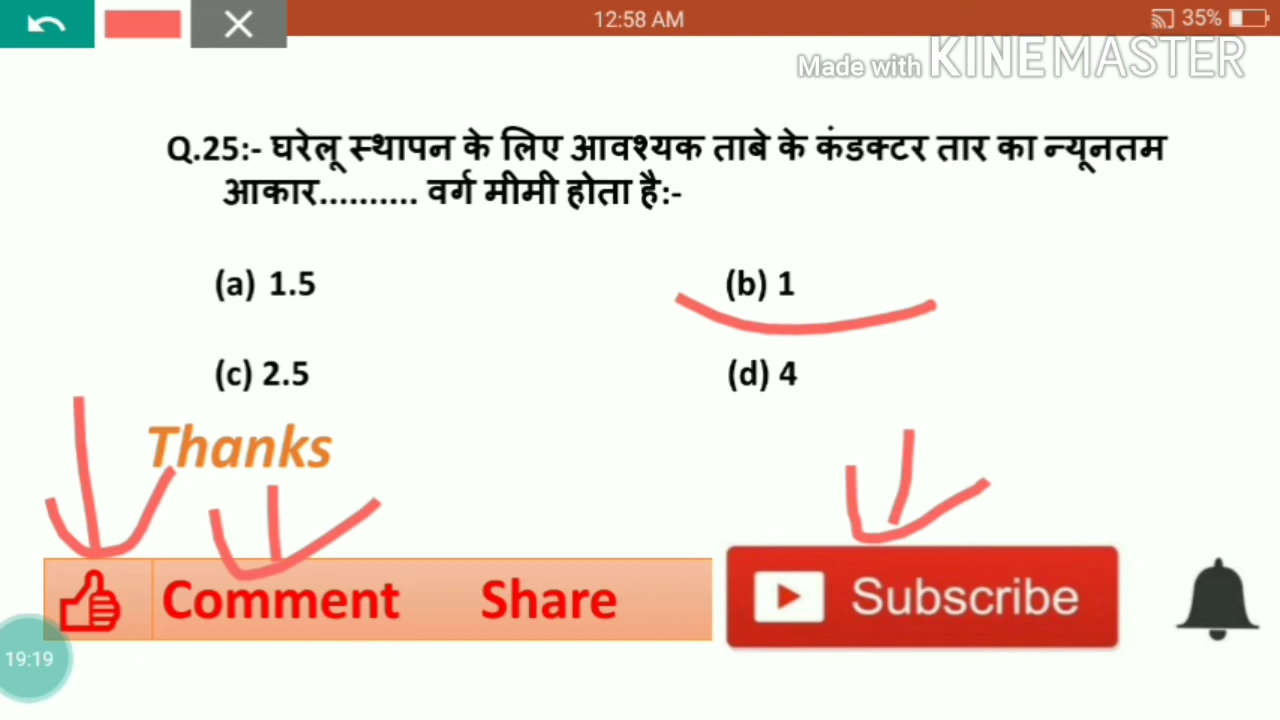 12:58 AM
35%
Made with KINEMASTER
Q.25:- घरेलू स्थापन के लिए आवश्यक ताबे के कंडक्टर तार का न्यूनतम
आकार.......... वर्ग मीमी होता है:-
(a) 1.5
(b) 1
(c) 2.5
(d) 4
Thanks
Comment
Share
Subscribe
19:19